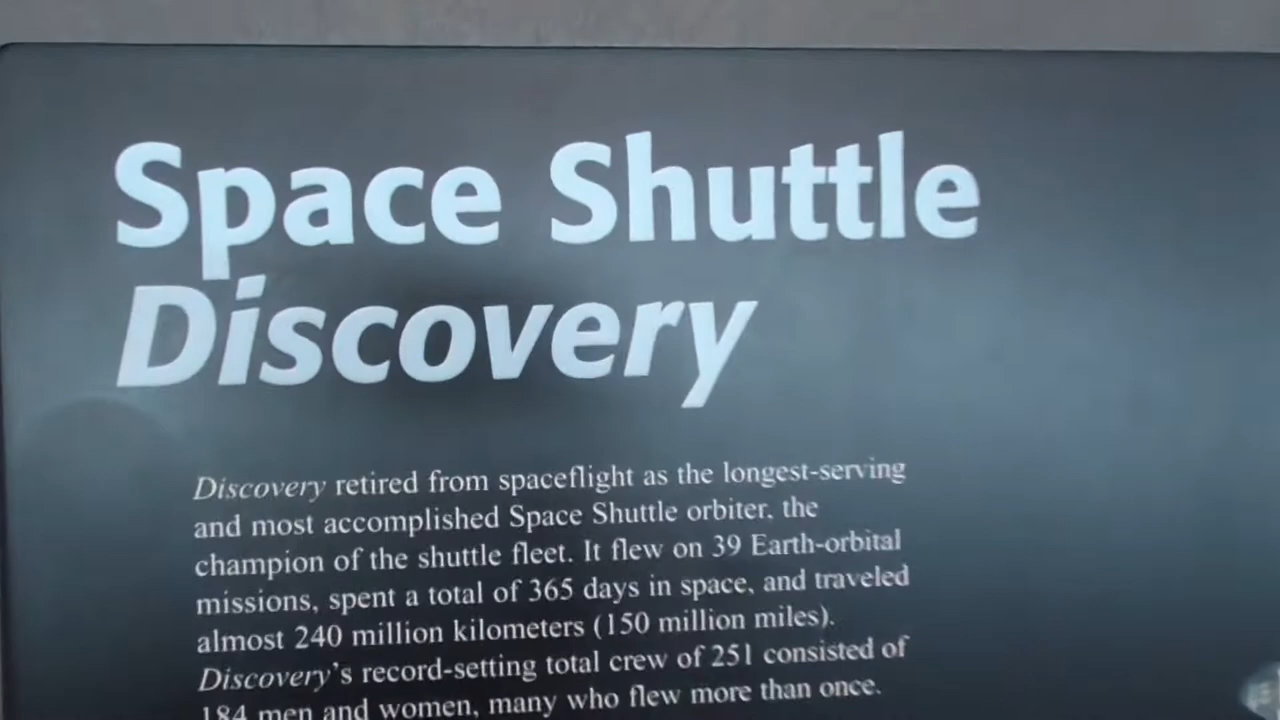 Space Shuttle
Discovery
Discovery retired from spaceflight as the longest-serving
and most accomplished Space Shuttle orbiter, the
champion of the shuttle fleet. It flew on 39 Earth-orbital
missions, spent a total of 365 days in space, and traveled
almost 240 million kilometers (150 million miles).
Discovery's record-setting total crew of 251 consisted of
184 men and women, many who flew more than once.